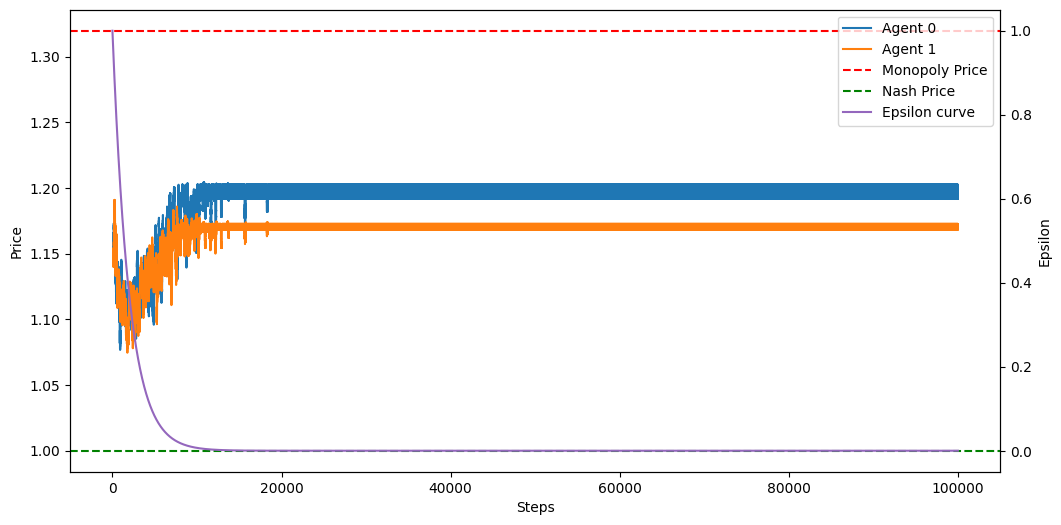 Agent 0
Agent 1
Monopoly Price
Nash Price
Epsilon curve
1.30
1.25
1.20
1.15
1.10
1.05
1.00
Price
1.0
0.8
0.6
0.4
0.2
0.0
Epsilon
0
20000
40000
60000
80000
100000
Steps